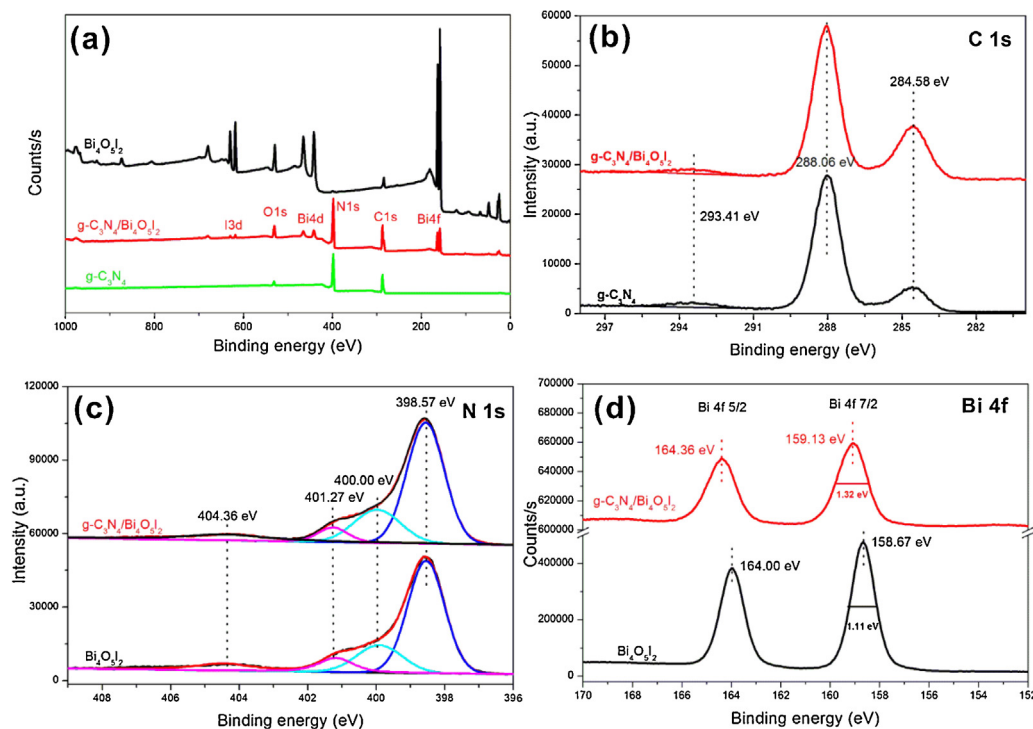 (a)
Bi₄O₅I₂
g-C₃N₄/Bi₄O₅I₂
I3d
O1s
Bi4d
N1s
C1s
Bi4f
g-C₃N₄
Counts/s
1000 800 600 400 200 0
Binding energy (eV)
(b)
C 1s
60000
50000
40000
30000
20000
10000
0
Intensity (a.u.)
284.58 eV
g-C₃N₄/Bi₄O₅I₂
288.06 eV
293.41 eV
g-C₃N₄
297 294 291 288 285 282
Binding energy (eV)
(c)
N 1s
120000
90000
60000
30000
0
Intensity (a.u.)
398.57 eV
400.00 eV
401.27 eV
404.36 eV
g-C₃N₄/Bi₄O₅I₂
Bi₄O₅I₂
408 406 404 402 400 398 396
Binding energy (eV)
(d)
Bi 4f
700000
660000
640000
620000
600000
400000
200000
0
Counts/s
Bi 4f 5/2
Bi 4f 7/2
164.36 eV
159.13 eV
1.32 eV
g-C₃N₄/Bi₄O₅I₂
164.00 eV
158.67 eV
1.11 eV
Bi₄O₅I₂
170 168 166 164 162 160 158 156 154 152
Binding energy (eV)